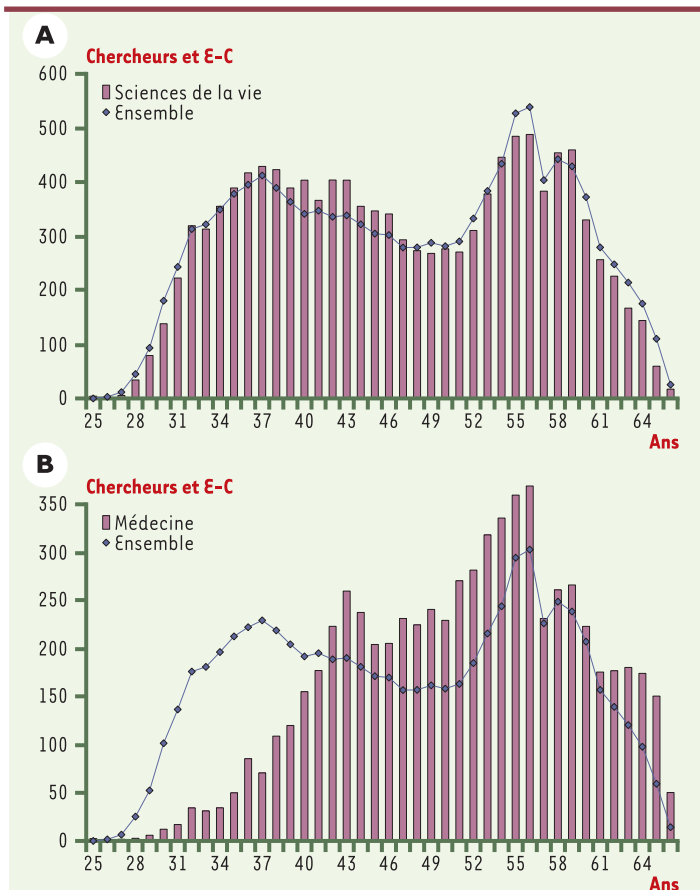 A
Chercheurs et E-C
600
Sciences de la vie
Ensemble
500
400
300
200
100
0
25 28 31 34 37 40 43 46 49 52 55 58 61 64
Ans
B
Chercheurs et E-C
350
Médecine
Ensemble
300
250
200
150
100
50
0
25 28 31 34 37 40 43 46 49 52 55 58 61 64
Ans